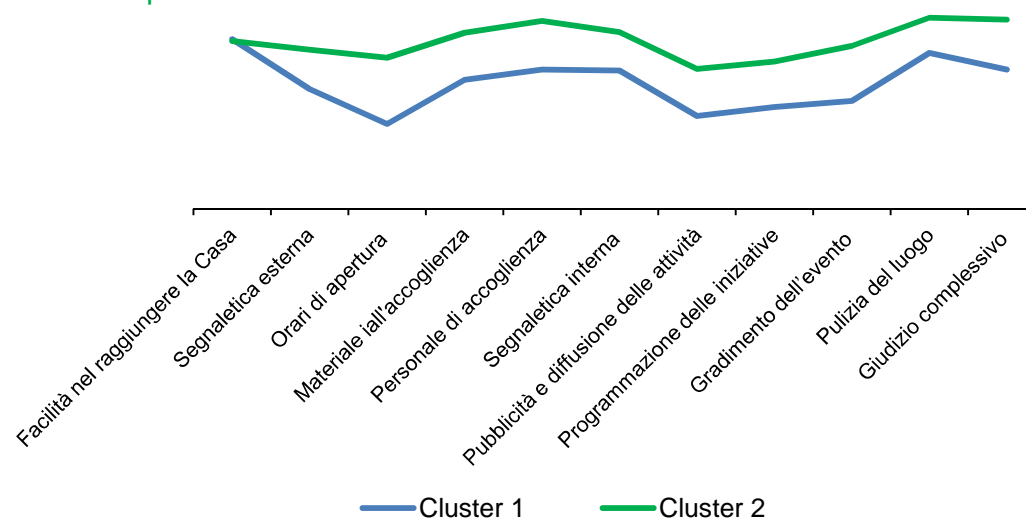 Facilità nel raggiungere la Casa
Segnaletica esterna
Orari di apertura
Materiale iall'accoglienza
Personale di accoglienza
Segnaletica interna
Pubblicità e diffusione delle attività
Programmazione delle iniziative
Gradimento dell'evento
Pulizia del luogo
Giudizio complessivo
Cluster 1
Cluster 2